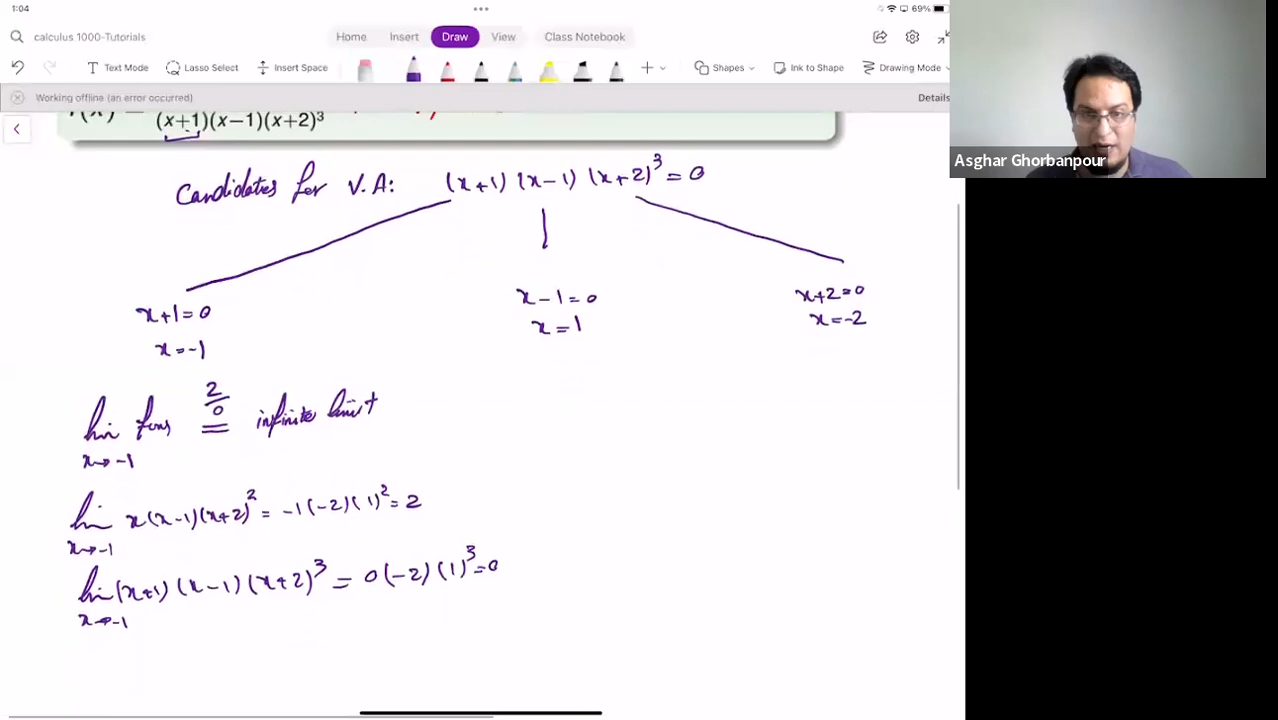 1:04
69%
calculus 1000-Tutorials
Home Insert Draw View Class Notebook
Text Mode Lasso Select Insert Space Shapes Ink to Shape Drawing Mode
Working offline (an error occurred) Details
(x+1)(x−1)(x+2)³
Asghar Ghorbanpour
Candidates for V.A: (x+1) (x-1) (x+2)³ = 0
x+1=0
x=-1
x-1=0
x=1
x+2=0
x=-2
lim f(x) 2/0 = infinite limit
x→-1
lim x(x-1)(x+2)² = -1(-2)(1)² = 2
x→-1
lim (x+1)(x-1)(x+2)³ = 0(-2)(1)³=0
x→-1